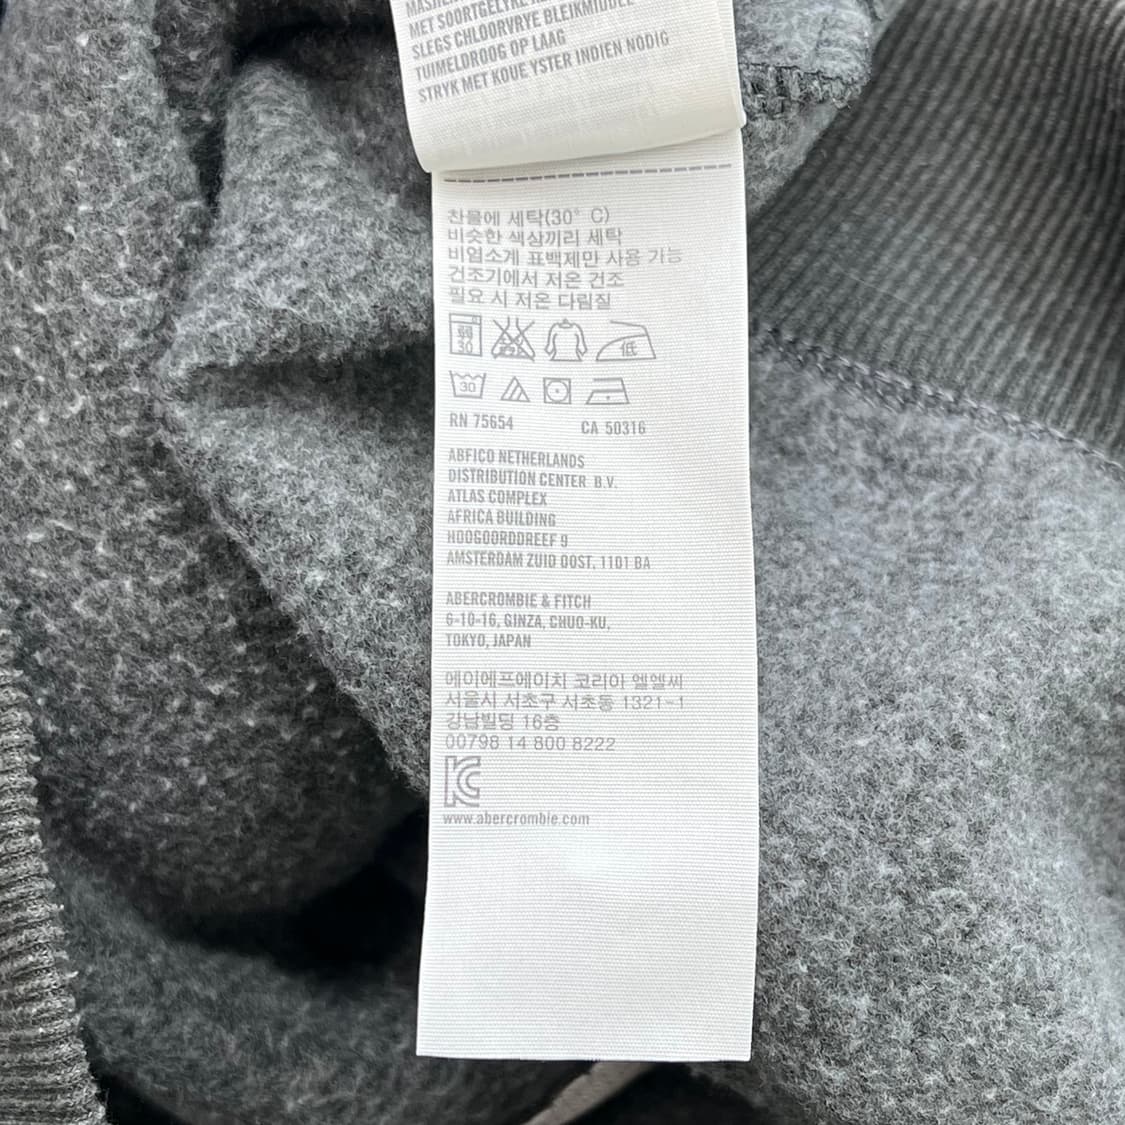 MET SOORTGELYKE
SLEGS CHLOORVRYE BLEIKMIDDEL
TUIMELDROOG OP LAAG
STRYK MET KOUE YSTER INDIEN NODIG
찬물에 세탁(30° C)
비슷한 색상끼리 세탁
비염소계 표백제만 사용 가능
건조기에서 저온 건조
필요 시 저온 다림질
弱 30 低
30
RN 75654 CA 50316
ABFICO NETHERLANDS
DISTRIBUTION CENTER B.V.
ATLAS COMPLEX
AFRICA BUILDING
HOOGOORDDREEF 9
AMSTERDAM ZUID OOST, 1101 BA
ABERCROMBIE & FITCH
6-10-16, GINZA, CHUO-KU,
TOKYO, JAPAN
에이에프에이치 코리아 엘엘씨
서울시 서초구 서초동 1321-1
강남빌딩 16층
00798 14 800 8222
KC
www.abercrombie.com